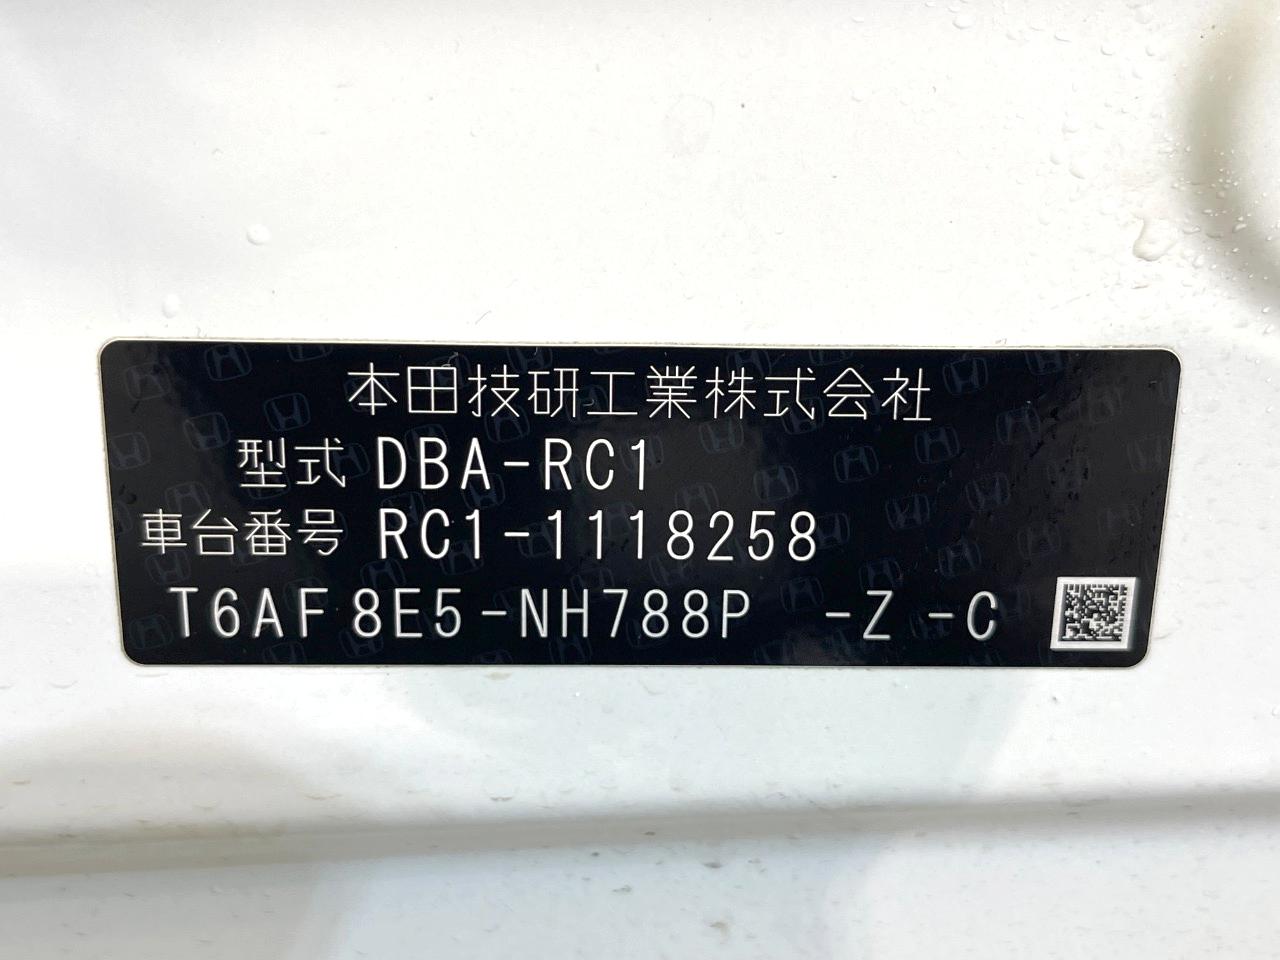 本田技研工業株式会社
型式 DBA-RC1
車台番号 RC1-1118258
T6AF 8E5-NH788P -Z -C